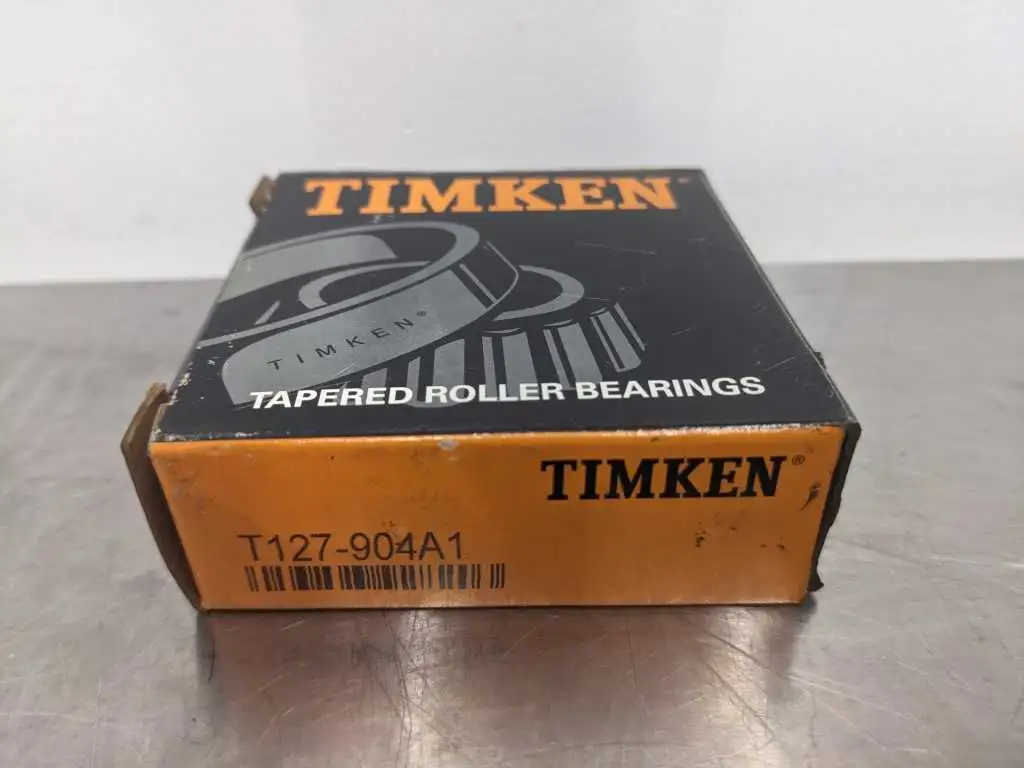 TIMKEN
TIMKEN®
TAPERED ROLLER BEARINGS
TIMKEN®
T127-904A1